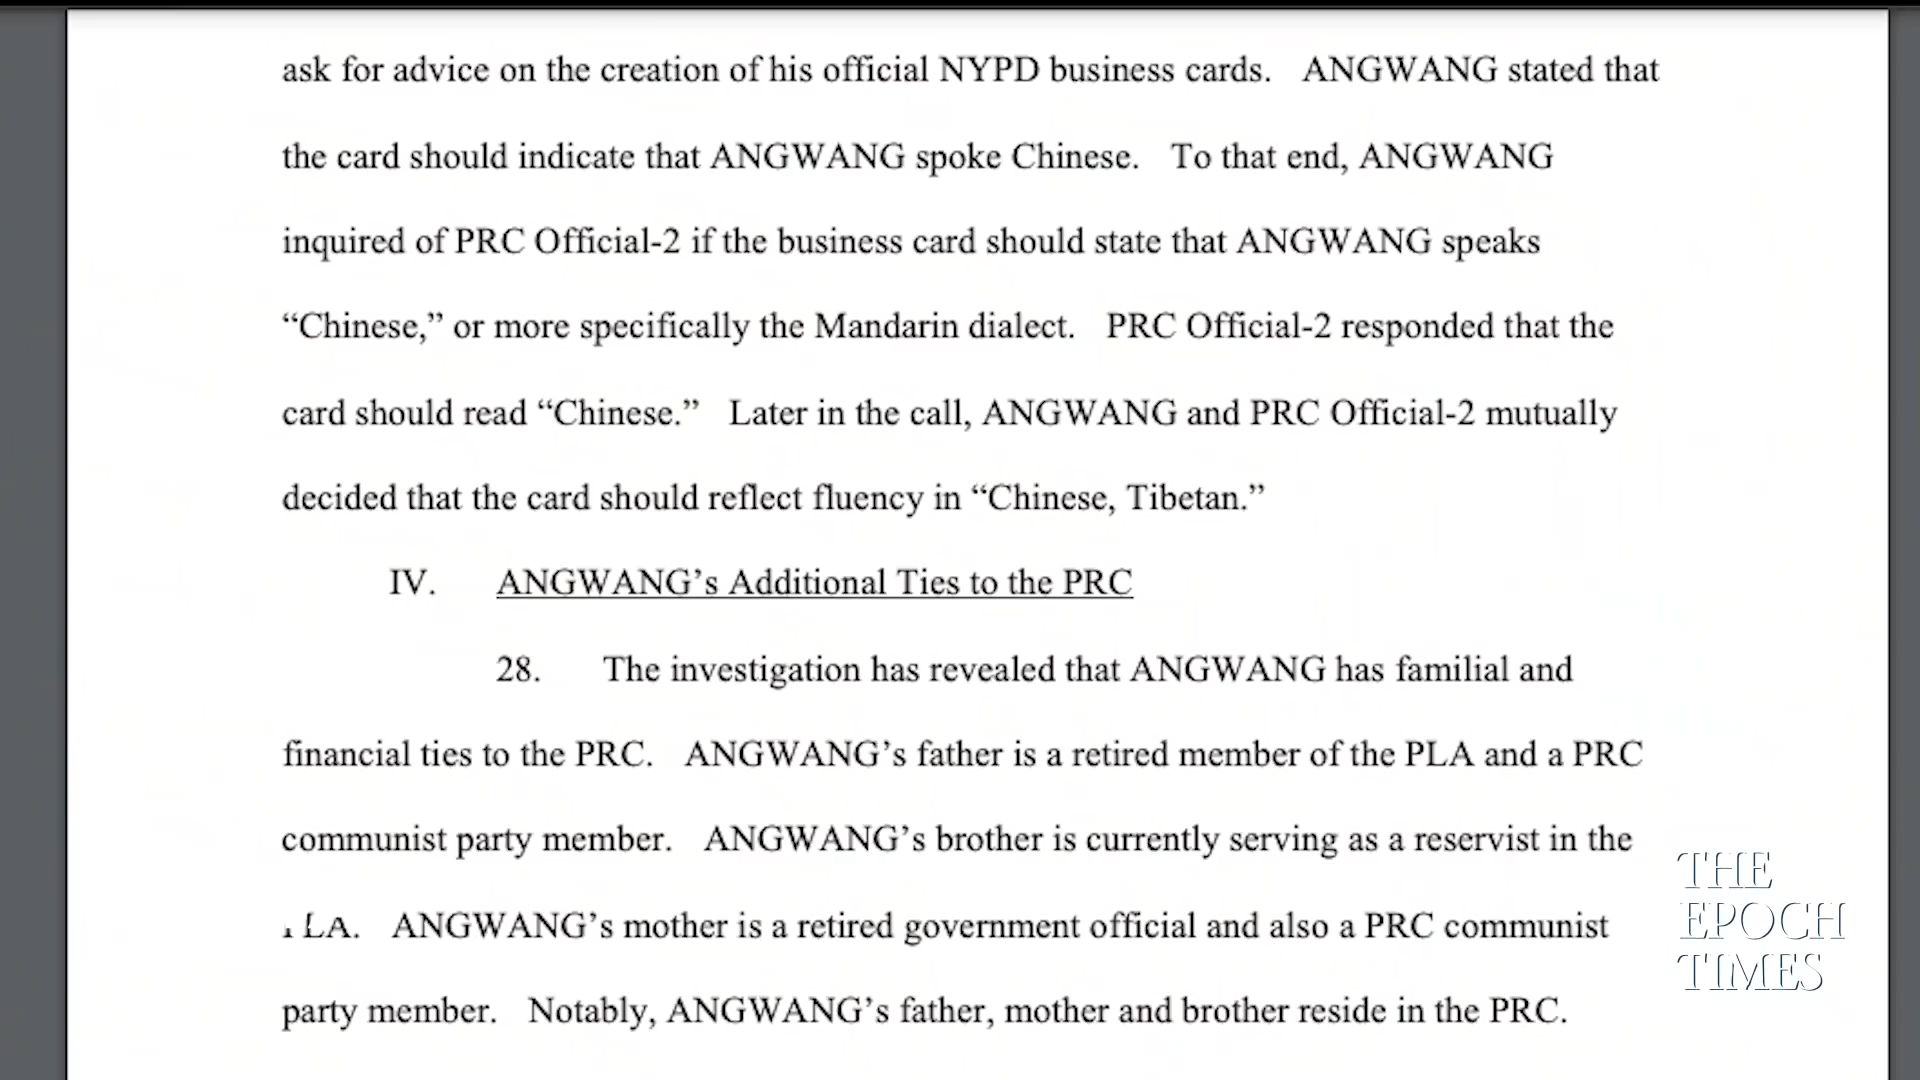 ask for advice on the creation of his official NYPD business cards. ANGWANG stated that
the card should indicate that ANGWANG spoke Chinese. To that end, ANGWANG
inquired of PRC Official-2 if the business card should state that ANGWANG speaks
“Chinese,” or more specifically the Mandarin dialect. PRC Official-2 responded that the
card should read “Chinese.” Later in the call, ANGWANG and PRC Official-2 mutually
decided that the card should reflect fluency in “Chinese, Tibetan.”
IV. ANGWANG’s Additional Ties to the PRC
28. The investigation has revealed that ANGWANG has familial and
financial ties to the PRC. ANGWANG’s father is a retired member of the PLA and a PRC
communist party member. ANGWANG’s brother is currently serving as a reservist in the
LA. ANGWANG’s mother is a retired government official and also a PRC communist
party member. Notably, ANGWANG’s father, mother and brother reside in the PRC.
THE
EPOCH
TIMES